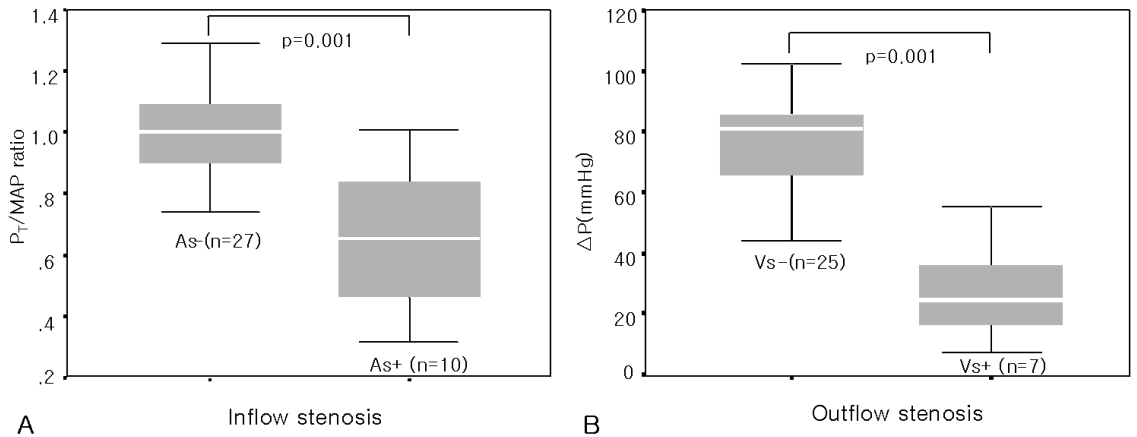 1.4
1.2
1.0
.8
.6
.4
.2
PT/MAP ratio
p=0.001
As-(n=27)
As+ (n=10)
A
Inflow stenosis
120
100
80
60
40
20
0
△P(mmHg)
p=0.001
Vs-(n=25)
Vs+ (n=7)
B
Outflow stenosis